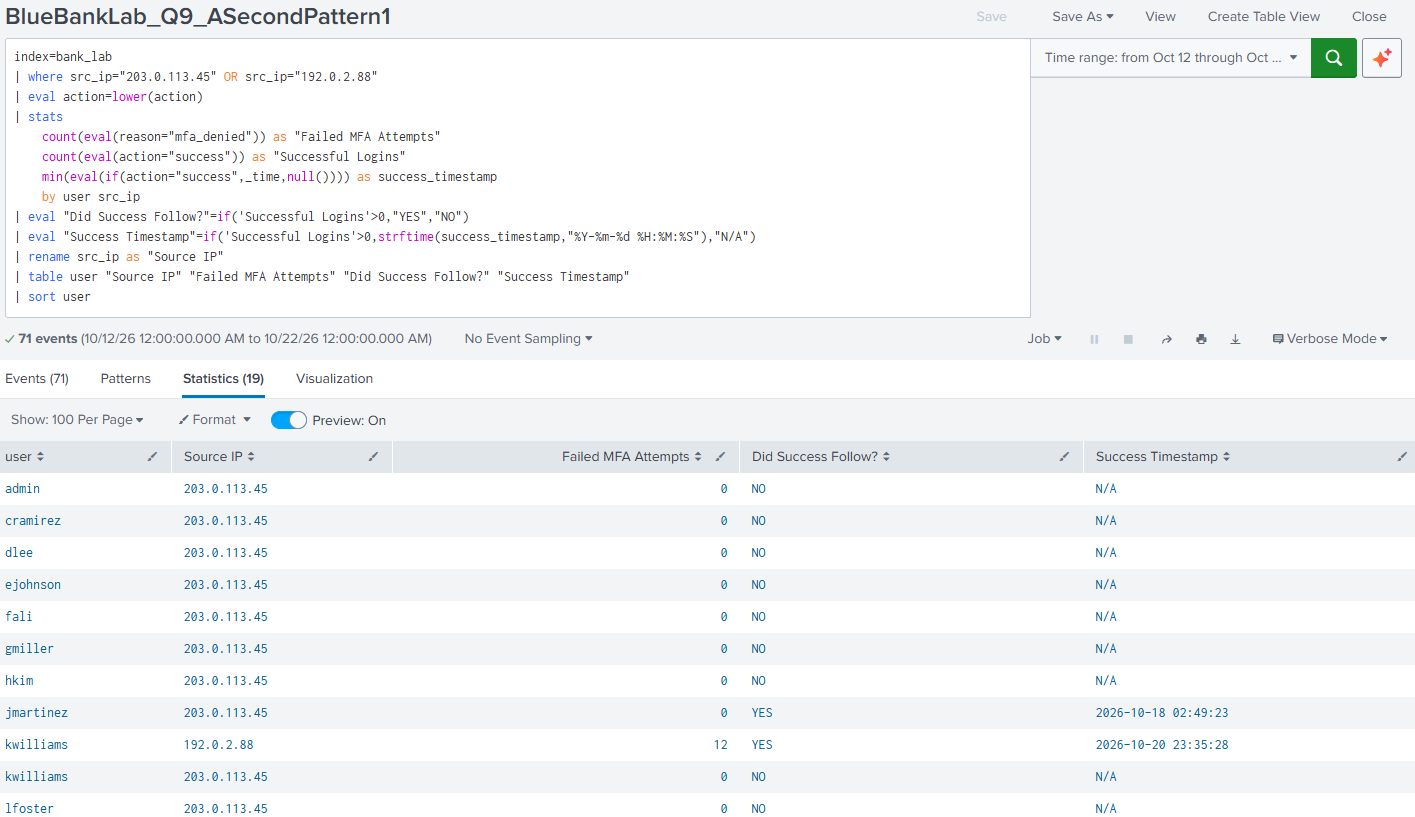 BlueBankLab_Q9_ASecondPattern1
Save Save As View Create Table View Close
index=bank_lab
| where src_ip="203.0.113.45" OR src_ip="192.0.2.88"
| eval action=lower(action)
| stats
count(eval(reason="mfa_denied")) as "Failed MFA Attempts"
count(eval(action="success")) as "Successful Logins"
min(eval(if(action="success",_time,null()))) as success_timestamp
by user src_ip
| eval "Did Success Follow?"=if('Successful Logins'>0,"YES","NO")
| eval "Success Timestamp"=if('Successful Logins'>0,strftime(success_timestamp,"%Y-%m-%d %H:%M:%S"),"N/A")
| rename src_ip as "Source IP"
| table user "Source IP" "Failed MFA Attempts" "Did Success Follow?" "Success Timestamp"
| sort user
Time range: from Oct 12 through Oct ...
71 events (10/12/26 12:00:00.000 AM to 10/22/26 12:00:00.000 AM) No Event Sampling Job Verbose Mode
Events (71) Patterns Statistics (19) Visualization
Show: 100 Per Page Format Preview: On
user Source IP Failed MFA Attempts Did Success Follow? Success Timestamp
admin 203.0.113.45 0 NO N/A
cramirez 203.0.113.45 0 NO N/A
dlee 203.0.113.45 0 NO N/A
ejohnson 203.0.113.45 0 NO N/A
fali 203.0.113.45 0 NO N/A
gmiller 203.0.113.45 0 NO N/A
hkim 203.0.113.45 0 NO N/A
jmartinez 203.0.113.45 0 YES 2026-10-18 02:49:23
kwilliams 192.0.2.88 12 YES 2026-10-20 23:35:28
kwilliams 203.0.113.45 0 NO N/A
lfoster 203.0.113.45 0 NO N/A